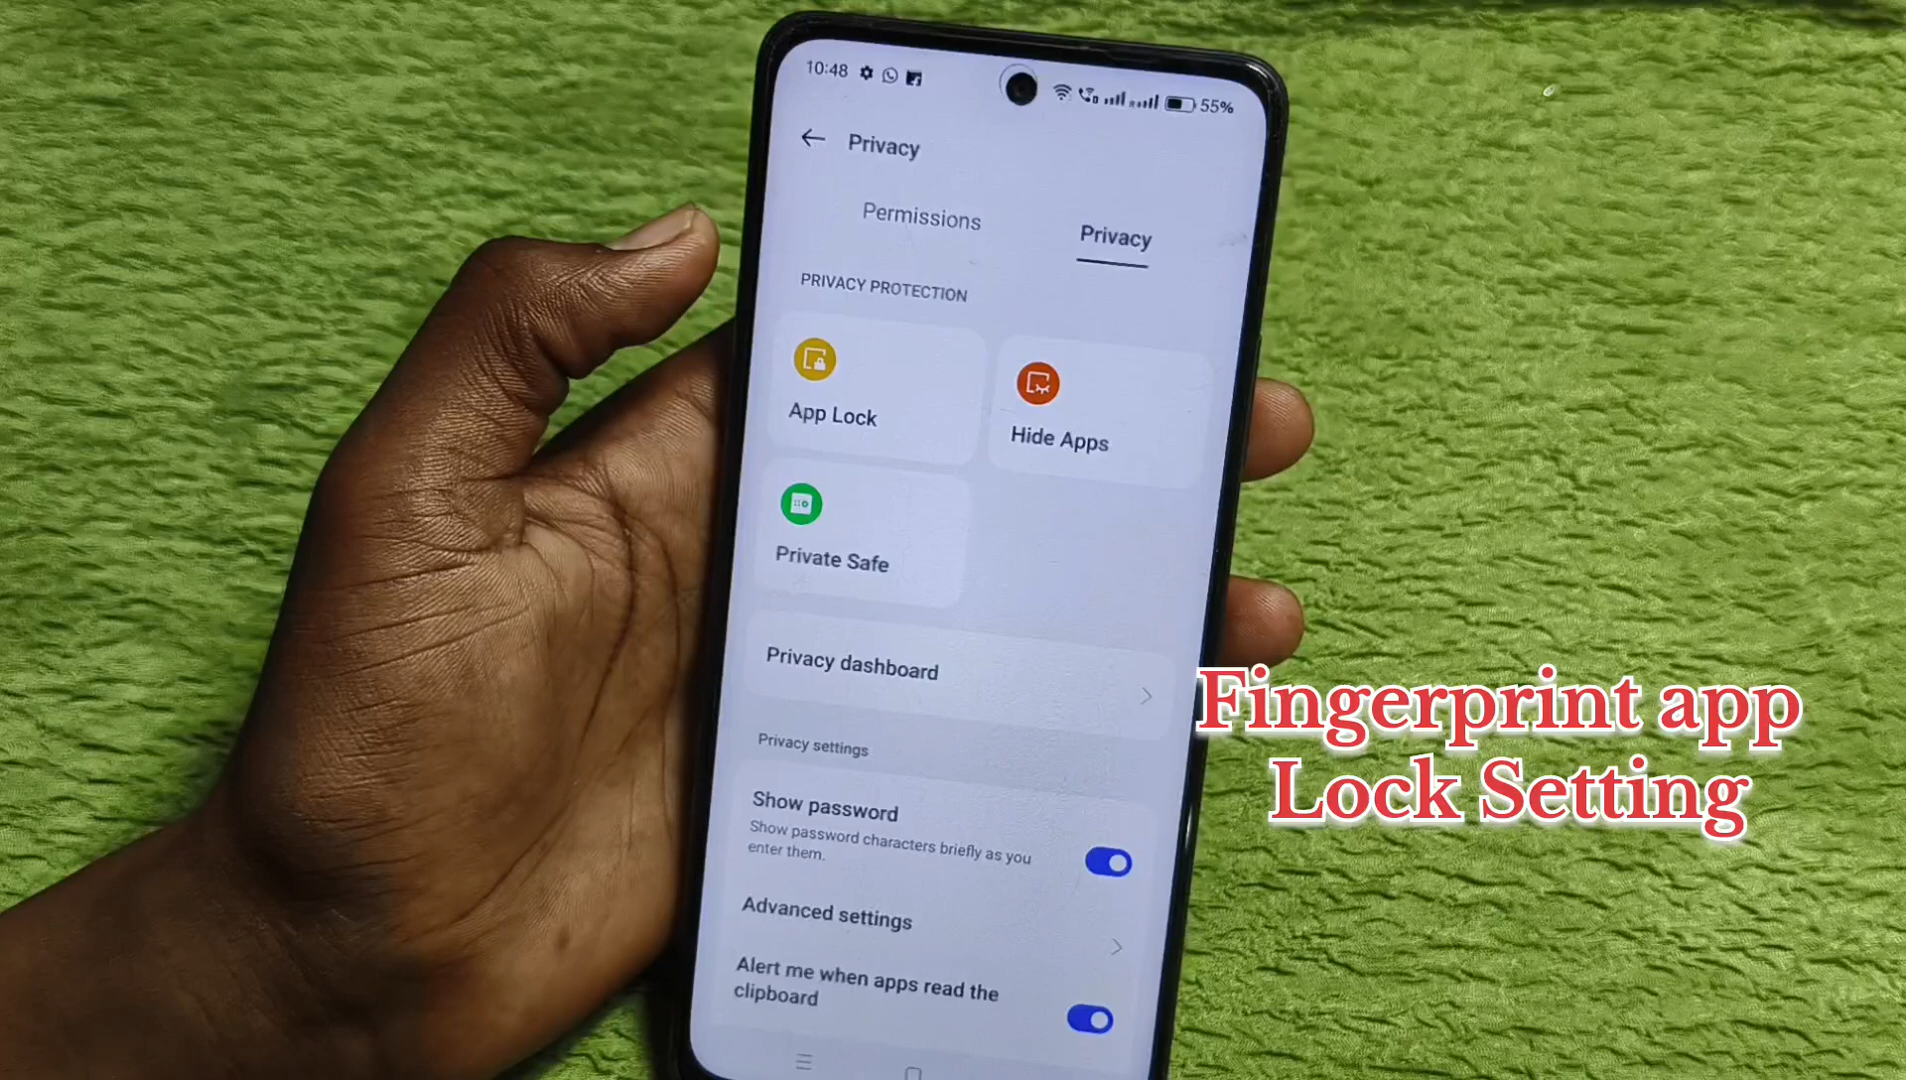 10:48
55%
Privacy
Permissions
Privacy
PRIVACY PROTECTION
App Lock
Hide Apps
Private Safe
Privacy dashboard
Privacy settings
Show password
Show password characters briefly as you
enter them.
Advanced settings
Alert me when apps read the
clipboard
Fingerprint app
Lock Setting